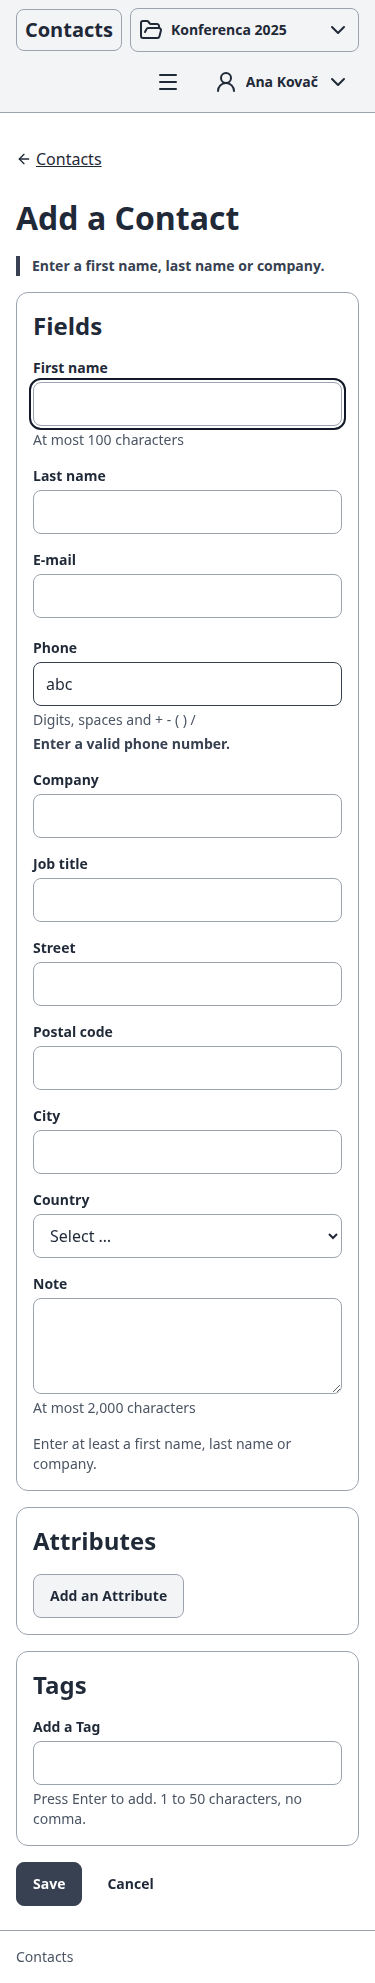 Contacts
Konferenca 2025
Ana Kovač
Contacts
Add a Contact
Enter a first name, last name or company.
Fields
First name
At most 100 characters
Last name
E-mail
Phone
abc
Digits, spaces and + - ( ) /
Enter a valid phone number.
Company
Job title
Street
Postal code
City
Country
Select ...
Note
At most 2,000 characters
Enter at least a first name, last name or
company.
Attributes
Add an Attribute
Tags
Add a Tag
Press Enter to add. 1 to 50 characters, no
comma.
Save
Cancel
Contacts